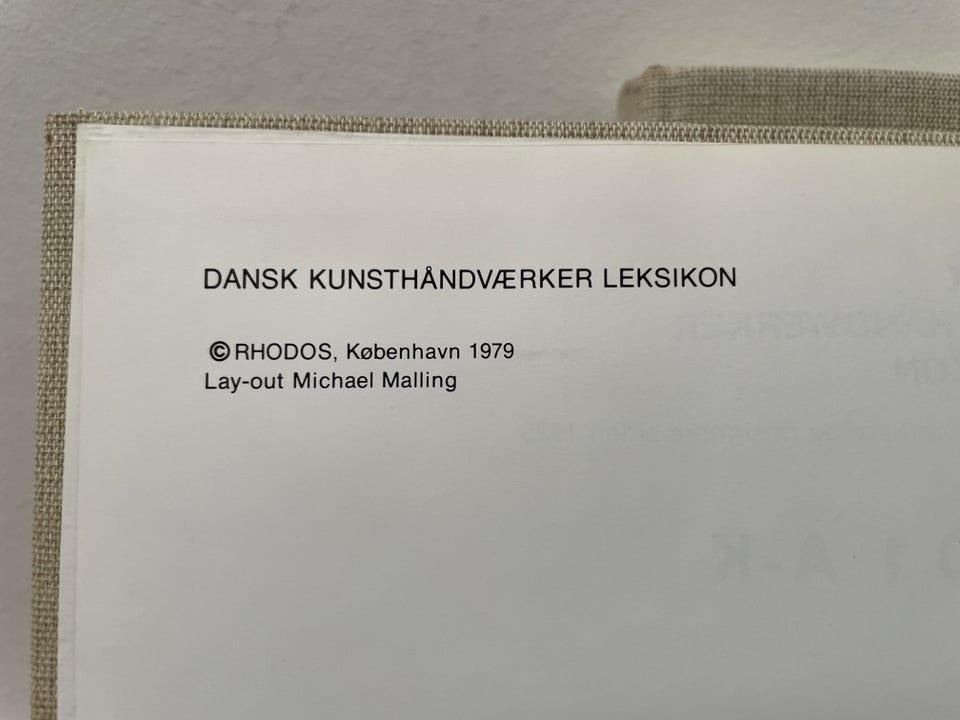 DANSK KUNSTHÅNDVÆRKER LEKSIKON
©RHODOS, København 1979
Lay-out Michael Malling